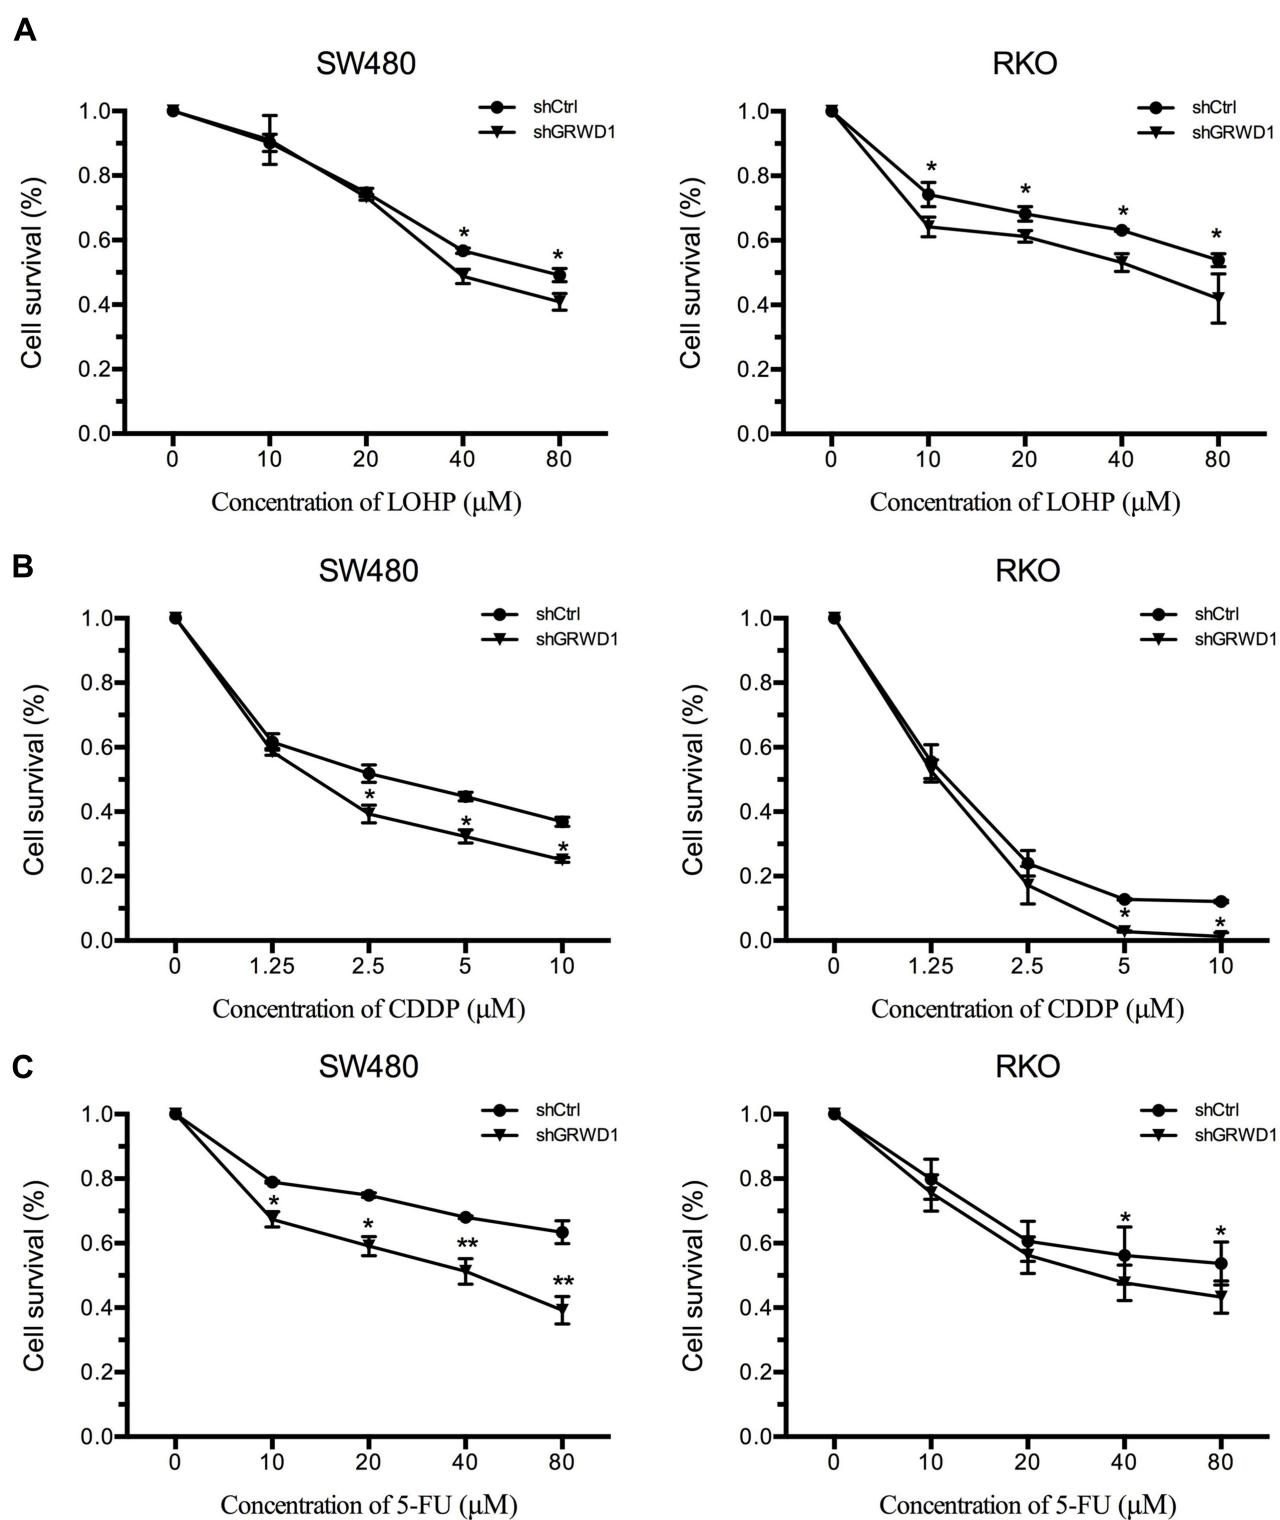 A
SW480
shCtrl
shGRWD1
Cell survival (%)
1.0
0.8
0.6
0.4
0.2
0.0
* *
0 10 20 40 80
Concentration of LOHP (μM)
RKO
shCtrl
shGRWD1
Cell survival (%)
1.0
0.8
0.6
0.4
0.2
0.0
* * * *
0 10 20 40 80
Concentration of LOHP (μM)
B
SW480
shCtrl
shGRWD1
Cell survival (%)
1.0
0.8
0.6
0.4
0.2
0.0
* * *
0 1.25 2.5 5 10
Concentration of CDDP (μM)
RKO
shCtrl
shGRWD1
Cell survival (%)
1.0
0.8
0.6
0.4
0.2
0.0
* *
0 1.25 2.5 5 10
Concentration of CDDP (μM)
C
SW480
shCtrl
shGRWD1
Cell survival (%)
1.0
0.8
0.6
0.4
0.2
0.0
* * ** **
0 10 20 40 80
Concentration of 5-FU (μM)
RKO
shCtrl
shGRWD1
Cell survival (%)
1.0
0.8
0.6
0.4
0.2
0.0
* *
0 10 20 40 80
Concentration of 5-FU (μM)